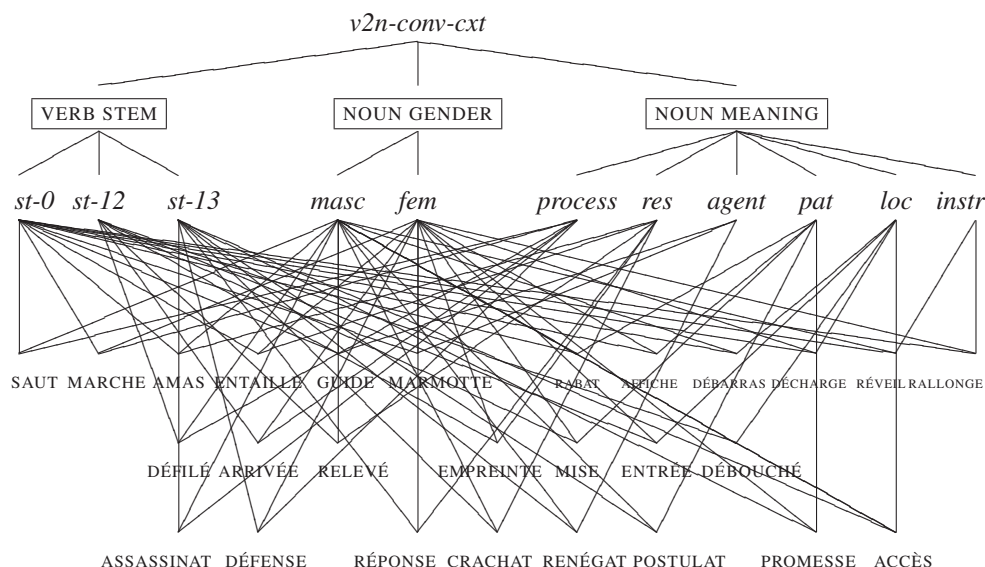 v2n-conv-cxt
VERB STEM NOUN GENDER NOUN MEANING
st-0 st-12 st-13 masc fem process res agent pat loc instr
SAUT MARCHE AMAS ENTAILLE GUIDE MARMOTTE RABAT AFFICHE DÉBARRAS DÉCHARGE RÉVEIL RALLONGE
DÉFILÉ ARRIVÉE RELEVÉ EMPREINTE MISE ENTRÉE DÉBOUCHÉ
ASSASSINAT DÉFENSE RÉPONSE CRACHAT RENÉGAT POSTULAT PROMESSE ACCÈS